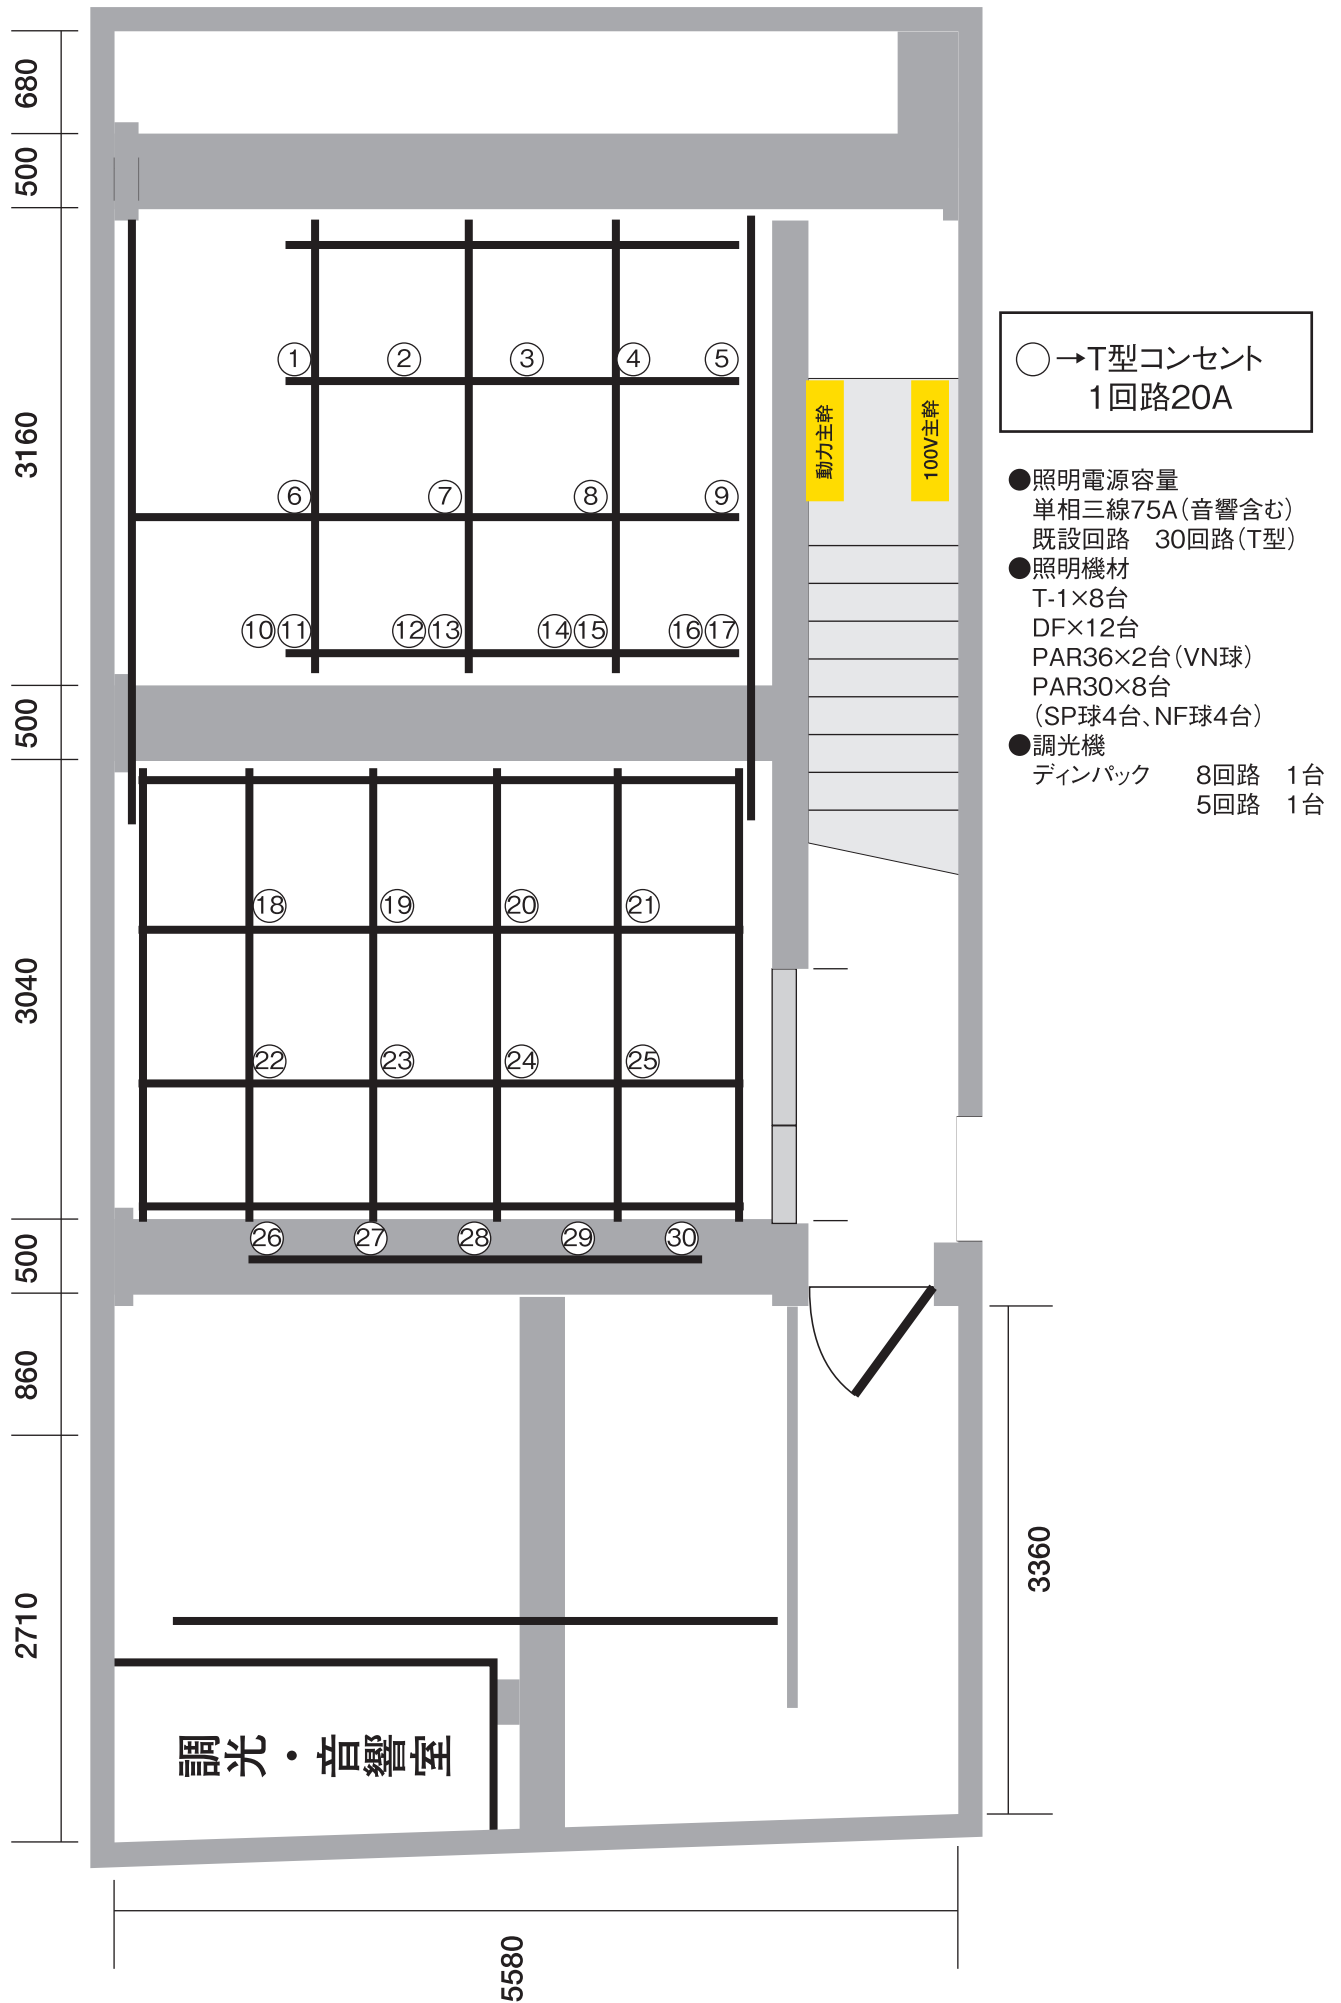 680
500
3160
500
3040
500
860
2710
3360
5580
① ② ③ ④ ⑤
⑥ ⑦ ⑧ ⑨
⑩⑪ ⑫⑬ ⑭⑮ ⑯⑰
⑱ ⑲ ⑳ ㉑
㉒ ㉓ ㉔ ㉕
㉖ ㉗ ㉘ ㉙ ㉚
動力主幹
100V主幹
調光・音響室
○→T型コンセント
1回路20A
●照明電源容量
単相三線75A(音響含む)
既設回路 30回路(T型)
●照明機材
T-1×8台
DF×12台
PAR36×2台(VN球)
PAR30×8台
(SP球4台、NF球4台)
●調光機
ディンパック 8回路 1台
5回路 1台